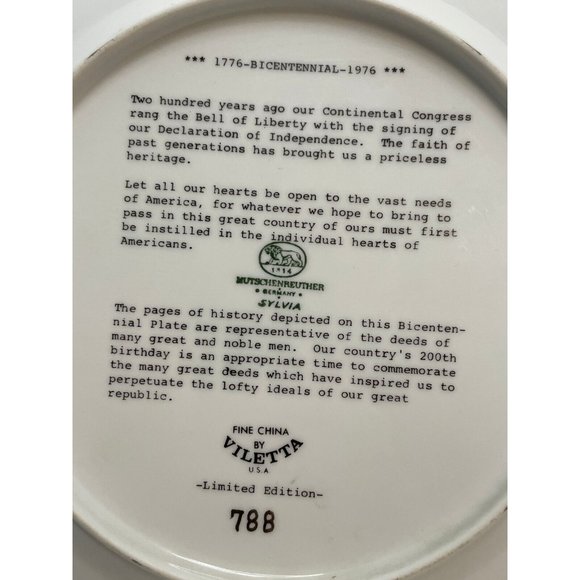 *** 1776-BICENTENNIAL-1976 ***
Two hundred years ago our Continental Congress
rang the Bell of Liberty with the signing of
our Declaration of Independence. The faith of
past generations has brought us a priceless
heritage.
Let all our hearts be open to the vast needs
of America, for whatever we hope to bring to
pass in this great country of ours must first
be instilled in the individual hearts of
Americans.
1814
HUTSCHENREUTHER
GERMANY
SYLVIA
The pages of history depicted on this Bicenten-
nial Plate are representative of the deeds of
many great and noble men. Our country's 200th
birthday is an appropriate time to commemorate
the many great deeds which have inspired us to
perpetuate the lofty ideals of our great
republic.
FINE CHINA
BY
VILETTA
U.S.A.
-Limited Edition-
788